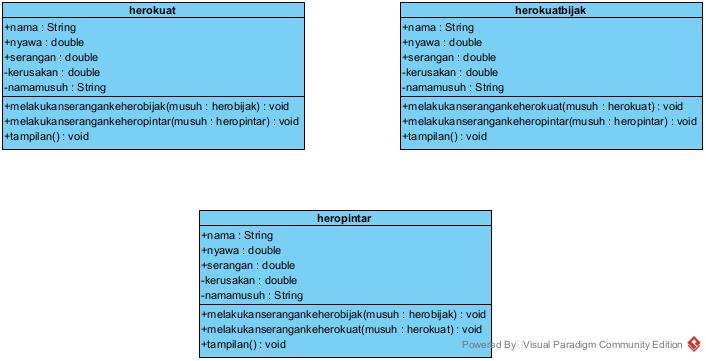 herokuat
+nama : String
+nyawa : double
+serangan : double
-kerusakan : double
-namamusuh : String
+melakukanserangankeherobijak(musuh : herobijak) : void
+melakukanserangankeheropintar(musuh : heropintar) : void
+tampilan() : void
herokuatbijak
+nama : String
+nyawa : double
+serangan : double
-kerusakan : double
-namamusuh : String
+melakukanserangankeherokuat(musuh : herokuat) : void
+melakukanserangankeheropintar(musuh : heropintar) : void
+tampilan() : void
heropintar
+nama : String
+nyawa : double
+serangan : double
-kerusakan : double
-namamusuh : String
+melakukanserangankeherobijak(musuh : herobijak) : void
+melakukanserangankeherokuat(musuh : herokuat) : void
+tampilan() : void
Powered By Visual Paradigm Community Edition